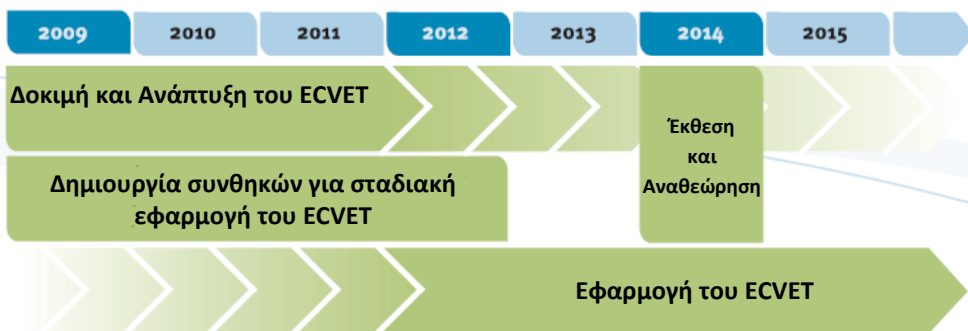 2009 2010 2011 2012 2013 2014 2015
Δοκιμή και Ανάπτυξη του ECVET
Έκθεση
και
Αναθεώρηση
Δημιουργία συνθηκών για σταδιακή
εφαρμογή του ECVET
Εφαρμογή του ECVET